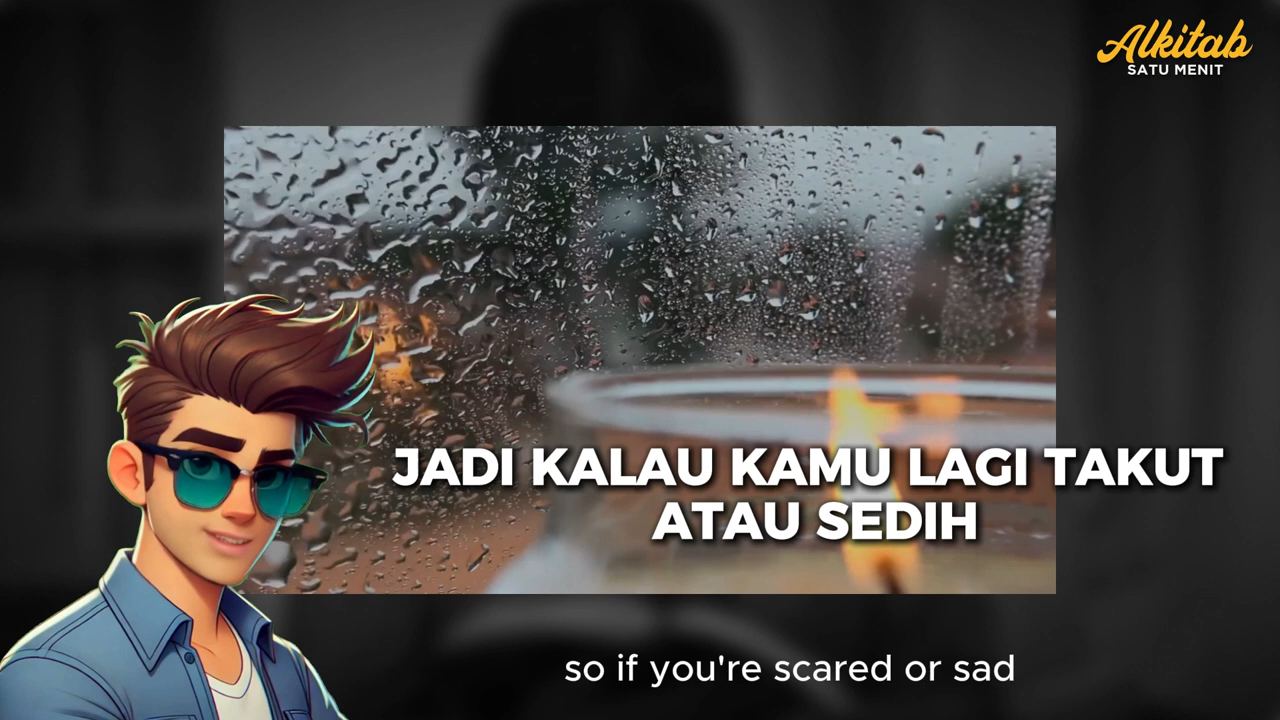 Alkitab
SATU MENIT
JADI KALAU KAMU LAGI TAKUT
ATAU SEDIH
so if you're scared or sad